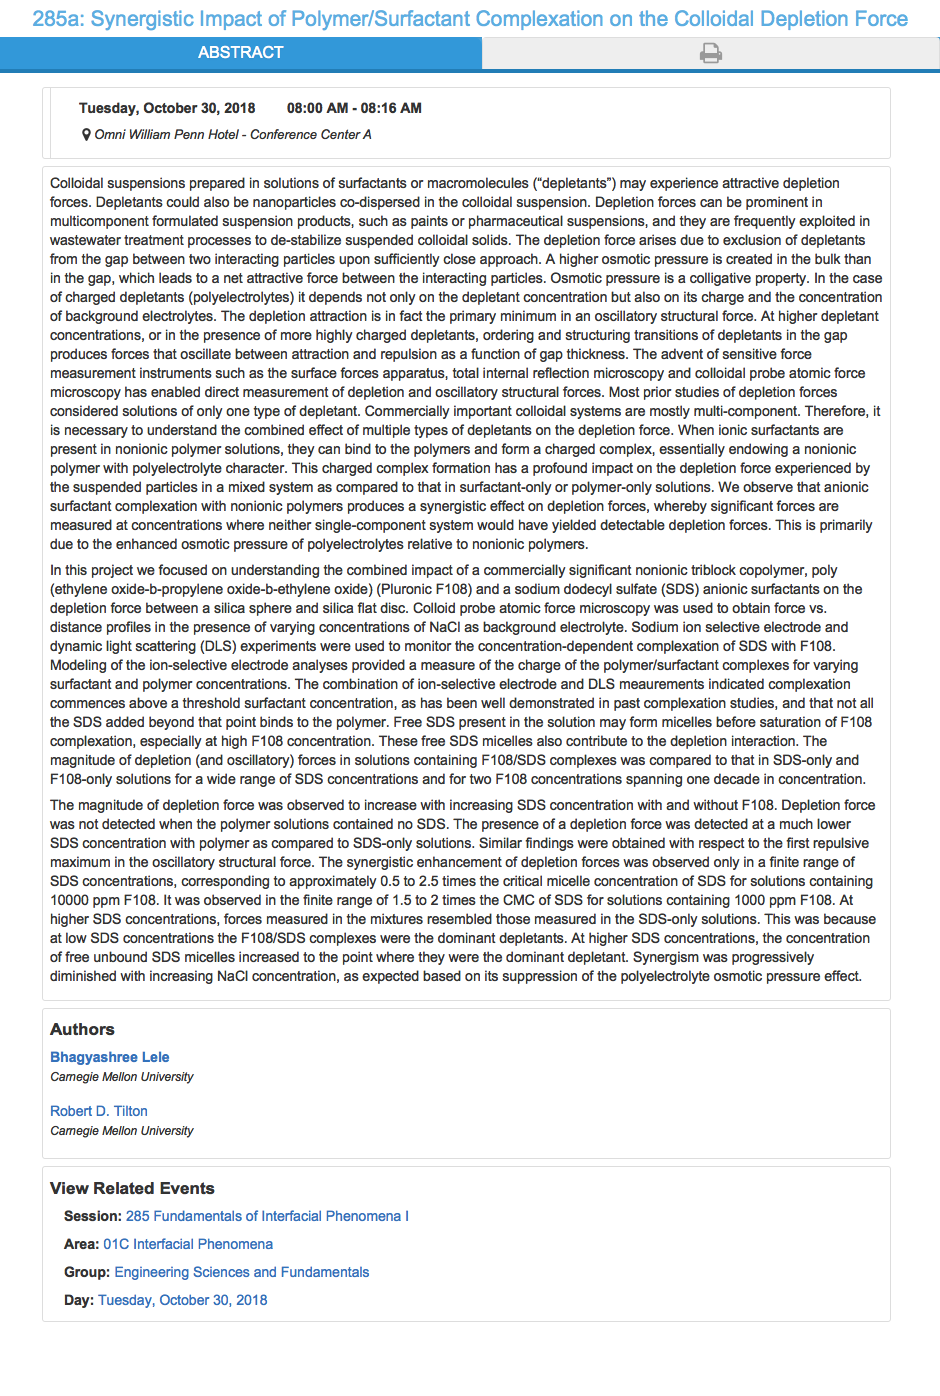 285a: Synergistic Impact of Polymer/Surfactant Complexation on the Colloidal Depletion Force
ABSTRACT
Tuesday, October 30, 2018 08:00 AM - 08:16 AM
Omni William Penn Hotel - Conference Center A
Colloidal suspensions prepared in solutions of surfactants or macromolecules (“depletants”) may experience attractive depletion
forces. Depletants could also be nanoparticles co-dispersed in the colloidal suspension. Depletion forces can be prominent in
multicomponent formulated suspension products, such as paints or pharmaceutical suspensions, and they are frequently exploited in
wastewater treatment processes to de-stabilize suspended colloidal solids. The depletion force arises due to exclusion of depletants
from the gap between two interacting particles upon sufficiently close approach. A higher osmotic pressure is created in the bulk than
in the gap, which leads to a net attractive force between the interacting particles. Osmotic pressure is a colligative property. In the case
of charged depletants (polyelectrolytes) it depends not only on the depletant concentration but also on its charge and the concentration
of background electrolytes. The depletion attraction is in fact the primary minimum in an oscillatory structural force. At higher depletant
concentrations, or in the presence of more highly charged depletants, ordering and structuring transitions of depletants in the gap
produces forces that oscillate between attraction and repulsion as a function of gap thickness. The advent of sensitive force
measurement instruments such as the surface forces apparatus, total internal reflection microscopy and colloidal probe atomic force
microscopy has enabled direct measurement of depletion and oscillatory structural forces. Most prior studies of depletion forces
considered solutions of only one type of depletant. Commercially important colloidal systems are mostly multi-component. Therefore, it
is necessary to understand the combined effect of multiple types of depletants on the depletion force. When ionic surfactants are
present in nonionic polymer solutions, they can bind to the polymers and form a charged complex, essentially endowing a nonionic
polymer with polyelectrolyte character. This charged complex formation has a profound impact on the depletion force experienced by
the suspended particles in a mixed system as compared to that in surfactant-only or polymer-only solutions. We observe that anionic
surfactant complexation with nonionic polymers produces a synergistic effect on depletion forces, whereby significant forces are
measured at concentrations where neither single-component system would have yielded detectable depletion forces. This is primarily
due to the enhanced osmotic pressure of polyelectrolytes relative to nonionic polymers.
In this project we focused on understanding the combined impact of a commercially significant nonionic triblock copolymer, poly
(ethylene oxide-b-propylene oxide-b-ethylene oxide) (Pluronic F108) and a sodium dodecyl sulfate (SDS) anionic surfactants on the
depletion force between a silica sphere and silica flat disc. Colloid probe atomic force microscopy was used to obtain force vs.
distance profiles in the presence of varying concentrations of NaCl as background electrolyte. Sodium ion selective electrode and
dynamic light scattering (DLS) experiments were used to monitor the concentration-dependent complexation of SDS with F108.
Modeling of the ion-selective electrode analyses provided a measure of the charge of the polymer/surfactant complexes for varying
surfactant and polymer concentrations. The combination of ion-selective electrode and DLS meaurements indicated complexation
commences above a threshold surfactant concentration, as has been well demonstrated in past complexation studies, and that not all
the SDS added beyond that point binds to the polymer. Free SDS present in the solution may form micelles before saturation of F108
complexation, especially at high F108 concentration. These free SDS micelles also contribute to the depletion interaction. The
magnitude of depletion (and oscillatory) forces in solutions containing F108/SDS complexes was compared to that in SDS-only and
F108-only solutions for a wide range of SDS concentrations and for two F108 concentrations spanning one decade in concentration.
The magnitude of depletion force was observed to increase with increasing SDS concentration with and without F108. Depletion force
was not detected when the polymer solutions contained no SDS. The presence of a depletion force was detected at a much lower
SDS concentration with polymer as compared to SDS-only solutions. Similar findings were obtained with respect to the first repulsive
maximum in the oscillatory structural force. The synergistic enhancement of depletion forces was observed only in a finite range of
SDS concentrations, corresponding to approximately 0.5 to 2.5 times the critical micelle concentration of SDS for solutions containing
10000 ppm F108. It was observed in the finite range of 1.5 to 2 times the CMC of SDS for solutions containing 1000 ppm F108. At
higher SDS concentrations, forces measured in the mixtures resembled those measured in the SDS-only solutions. This was because
at low SDS concentrations the F108/SDS complexes were the dominant depletants. At higher SDS concentrations, the concentration
of free unbound SDS micelles increased to the point where they were the dominant depletant. Synergism was progressively
diminished with increasing NaCl concentration, as expected based on its suppression of the polyelectrolyte osmotic pressure effect.
Authors
Bhagyashree Lele
Carnegie Mellon University
Robert D. Tilton
Carnegie Mellon University
View Related Events
Session: 285 Fundamentals of Interfacial Phenomena I
Area: 01C Interfacial Phenomena
Group: Engineering Sciences and Fundamentals
Day: Tuesday, October 30, 2018